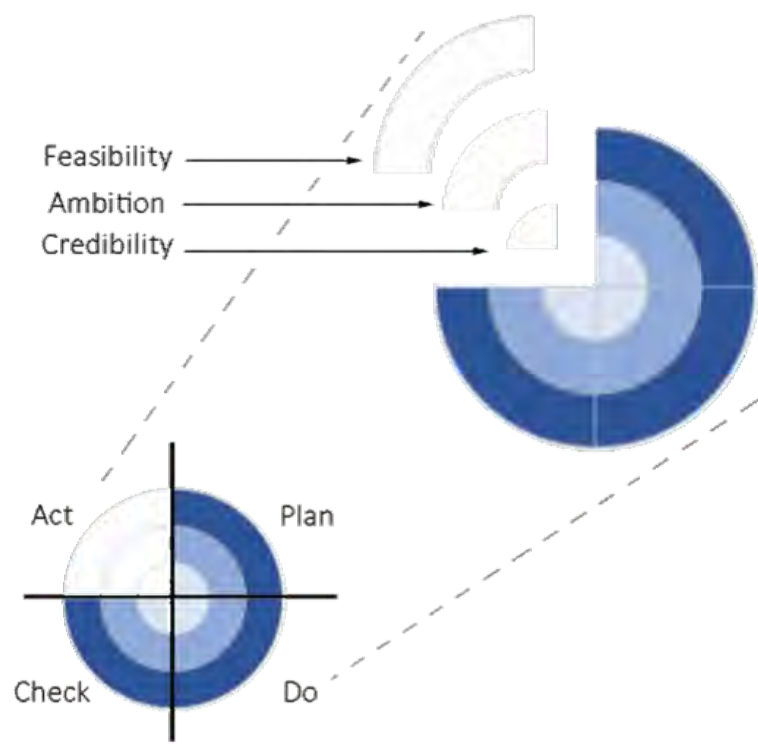 Feasibility
Ambition
Credibility
Act
Plan
Check
Do